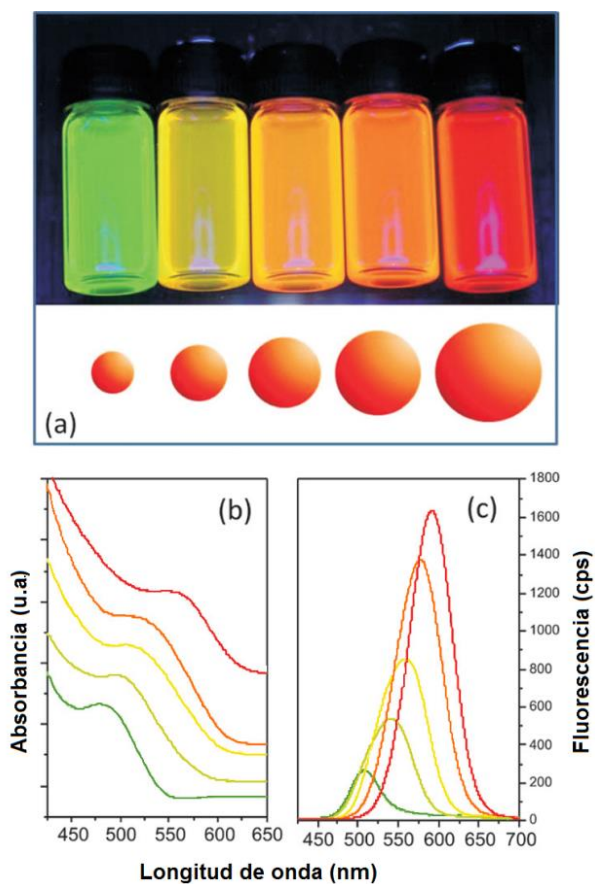 (a)
(b)
(c)
Absorbancia (u.a)
450 500 550 600 650
1800
1600
1400
1200
1000
800
600
400
200
0
Fluorescencia (cps)
450 500 550 600 650 700
Longitud de onda (nm)